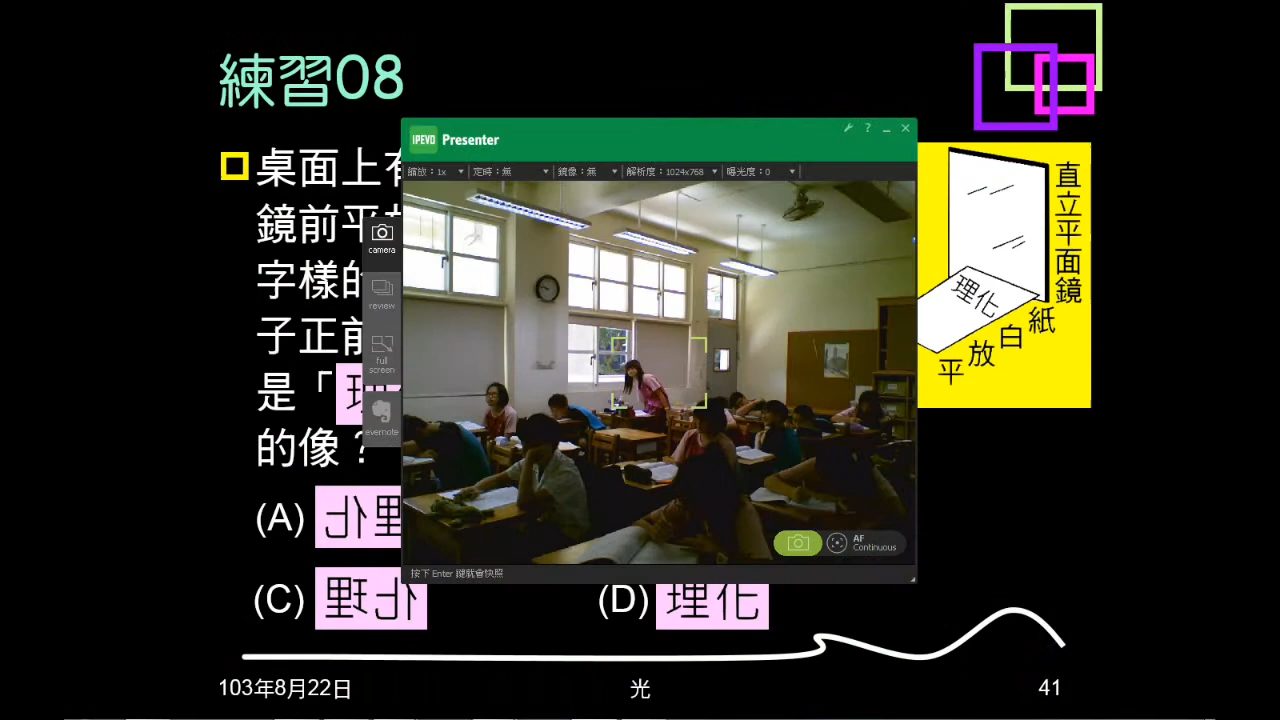 練習08
桌面上有
鏡前平
字樣的
子正前
是「
的像？
(A)
(C)
(D)
直立平面鏡
理化
平放白紙
IPEVO Presenter
縮放：1x
定時：無
鏡像：無
解析度：1024x768
曝光度：0
camera
review
full
screen
evernote
AF
Continuous
按下 Enter 鍵就會快照
103年8月22日
光
41